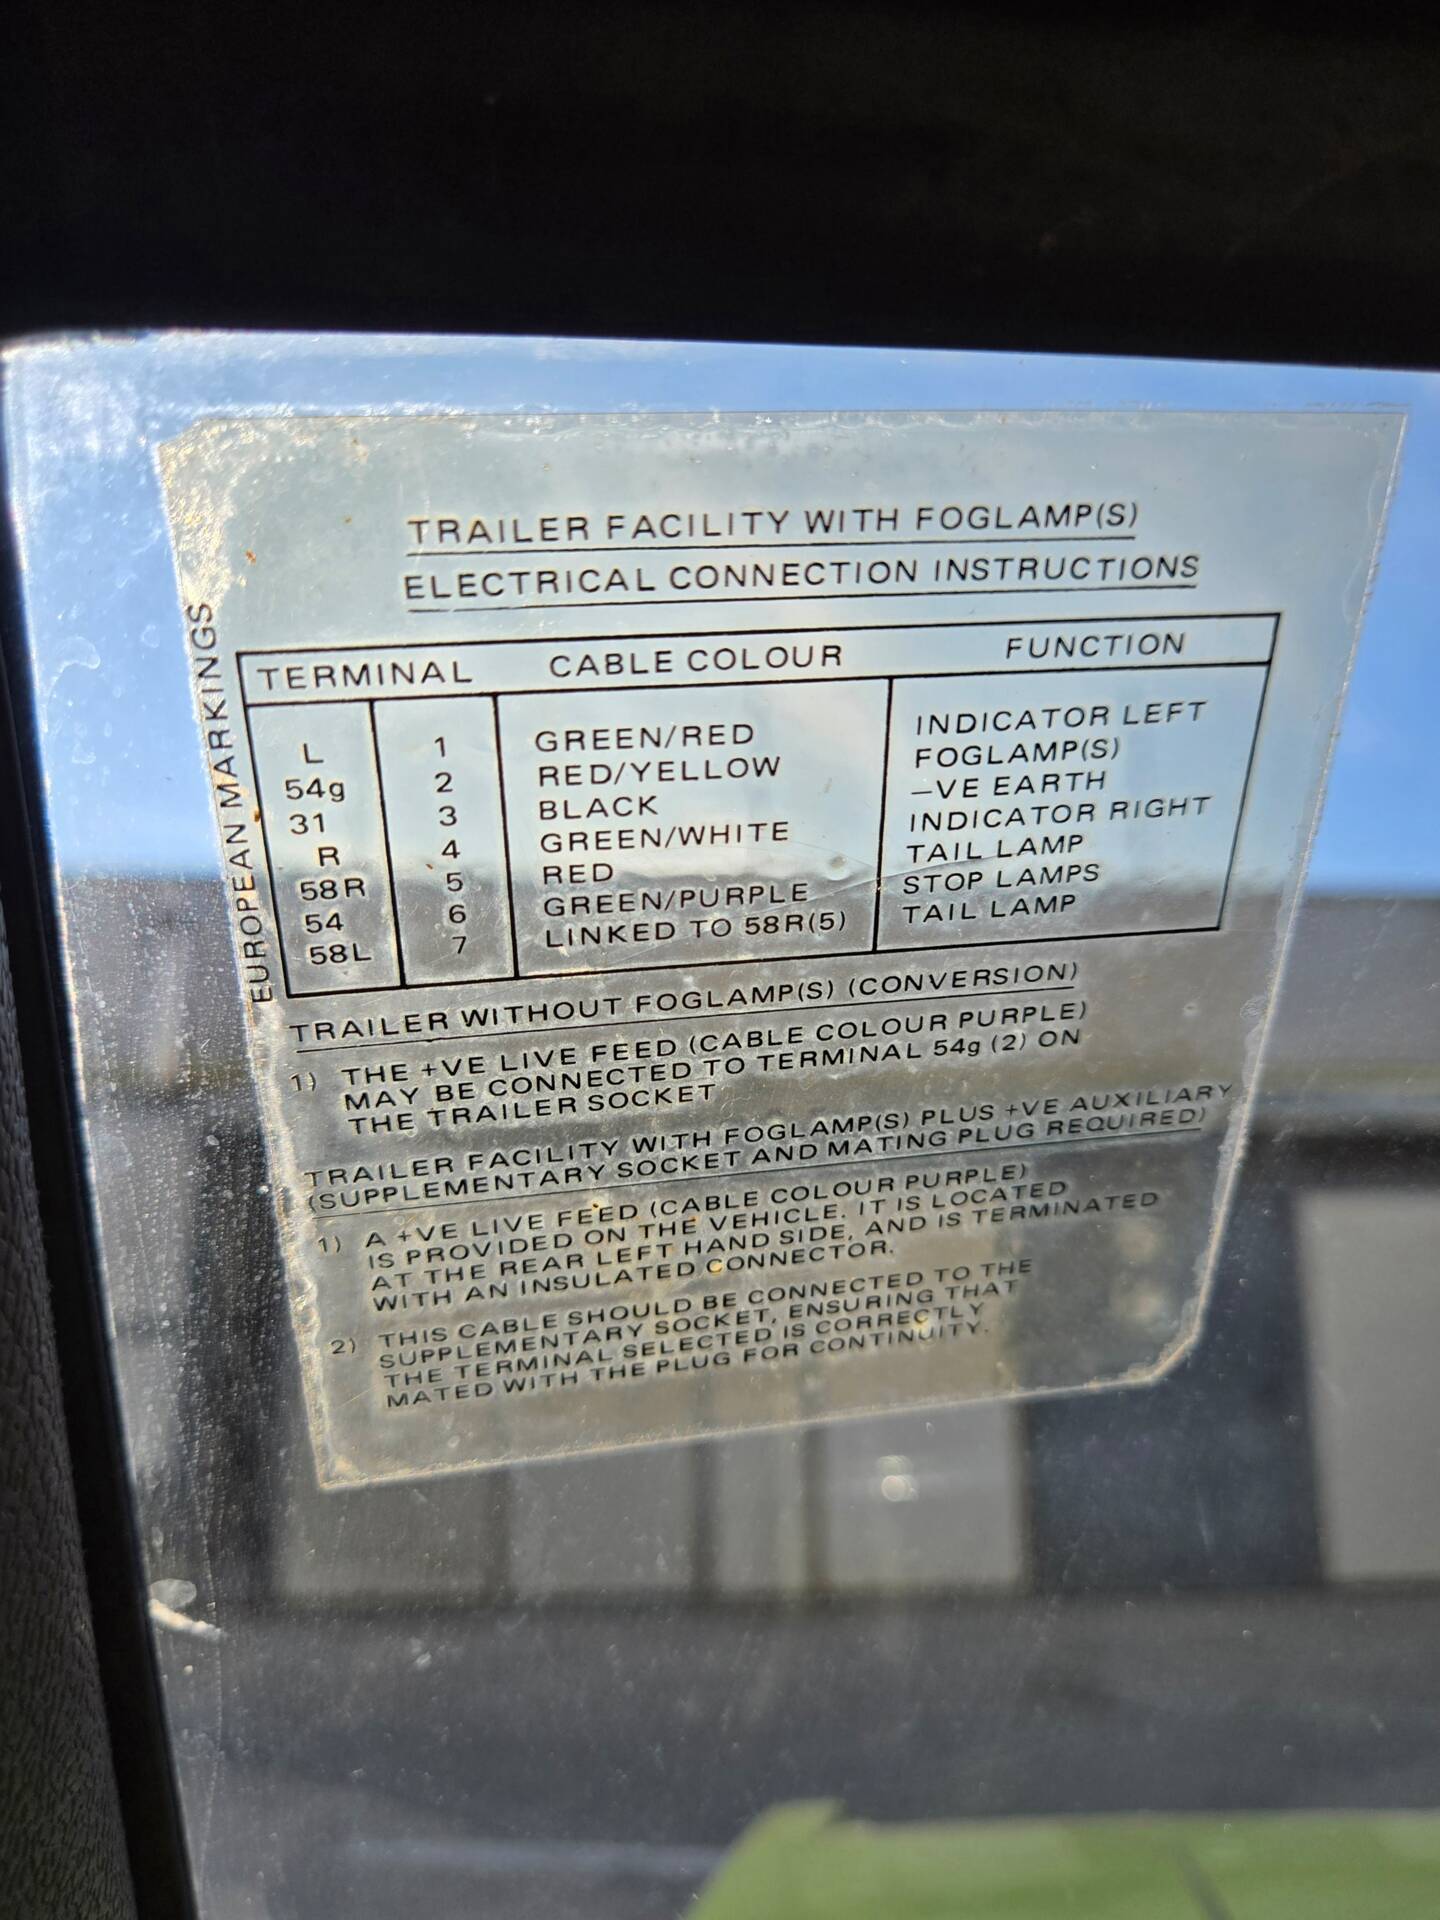 TRAILER FACILITY WITH FOGLAMP(S)
ELECTRICAL CONNECTION INSTRUCTIONS
EUROPEAN MARKINGS
TERMINAL CABLE COLOUR FUNCTION
L 1 GREEN/RED INDICATOR LEFT
54g 2 RED/YELLOW FOGLAMP(S)
31 3 BLACK –VE EARTH
R 4 GREEN/WHITE INDICATOR RIGHT
58R 5 RED TAIL LAMP
54 6 GREEN/PURPLE STOP LAMPS
58L 7 LINKED TO 58R(5) TAIL LAMP
TRAILER WITHOUT FOGLAMP(S) (CONVERSION)
1) THE +VE LIVE FEED (CABLE COLOUR PURPLE)
MAY BE CONNECTED TO TERMINAL 54g (2) ON
THE TRAILER SOCKET
TRAILER FACILITY WITH FOGLAMP(S) PLUS +VE AUXILIARY
(SUPPLEMENTARY SOCKET AND MATING PLUG REQUIRED)
1) A +VE LIVE FEED (CABLE COLOUR PURPLE)
IS PROVIDED ON THE VEHICLE. IT IS LOCATED
AT THE REAR LEFT HAND SIDE, AND IS TERMINATED
WITH AN INSULATED CONNECTOR.
2) THIS CABLE SHOULD BE CONNECTED TO THE
SUPPLEMENTARY SOCKET, ENSURING THAT
THE TERMINAL SELECTED IS CORRECTLY
MATED WITH THE PLUG FOR CONTINUITY.